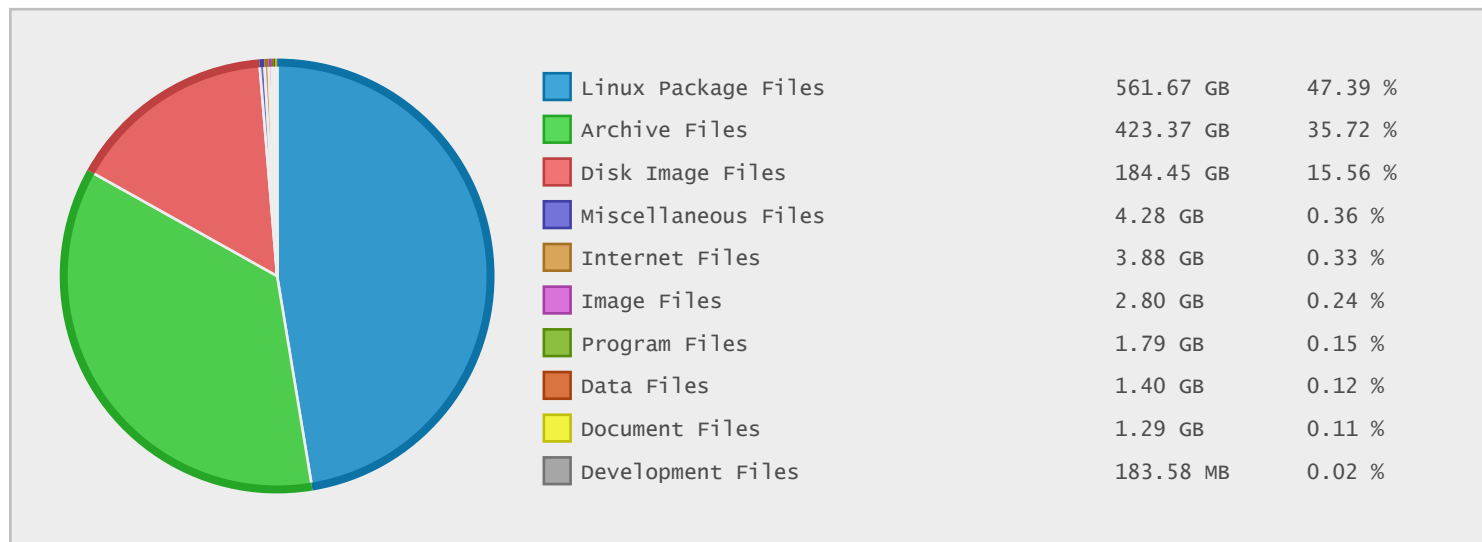 Linux Package Files 561.67 GB 47.39 %
Archive Files 423.37 GB 35.72 %
Disk Image Files 184.45 GB 15.56 %
Miscellaneous Files 4.28 GB 0.36 %
Internet Files 3.88 GB 0.33 %
Image Files 2.80 GB 0.24 %
Program Files 1.79 GB 0.15 %
Data Files 1.40 GB 0.12 %
Document Files 1.29 GB 0.11 %
Development Files 183.58 MB 0.02 %